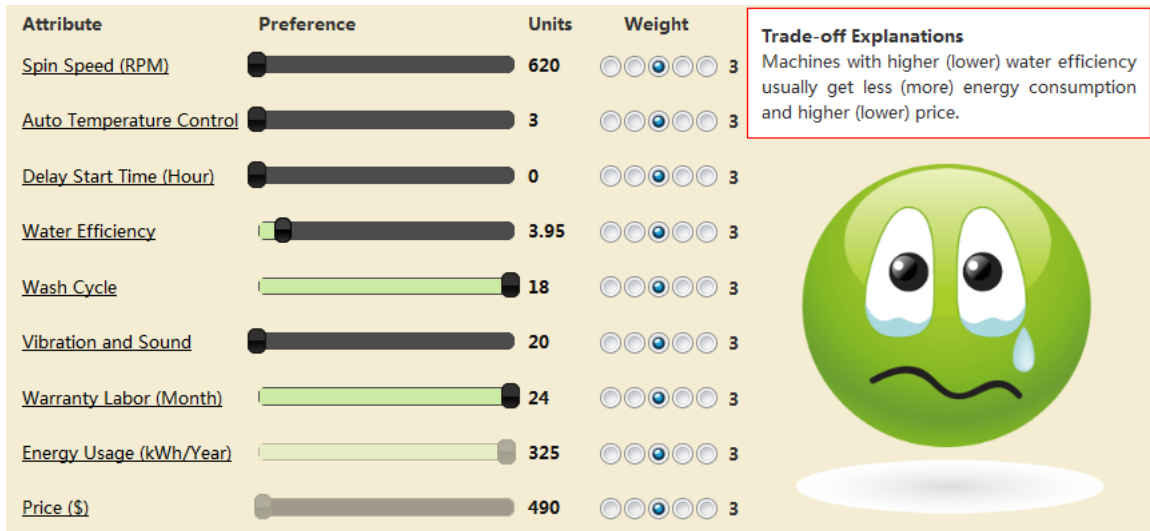 Attribute Preference Units Weight
Spin Speed (RPM) 620 3
Auto Temperature Control 3 3
Delay Start Time (Hour) 0 3
Water Efficiency 3.95 3
Wash Cycle 18 3
Vibration and Sound 20 3
Warranty Labor (Month) 24 3
Energy Usage (kWh/Year) 325 3
Price ($) 490 3
Trade-off Explanations
Machines with higher (lower) water efficiency
usually get less (more) energy consumption
and higher (lower) price.